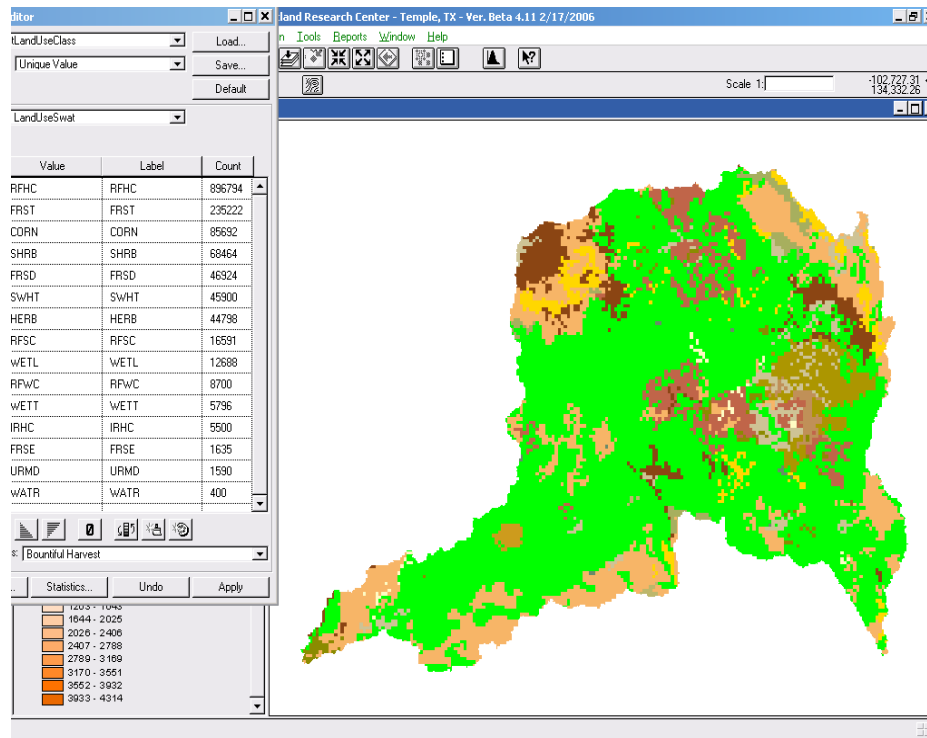 ditor
tLandUseClass
Load...
Unique Value
Save...
Default
LandUseSwat
Value Label Count
RFHC RFHC 896794
FRST FRST 235222
CORN CORN 85692
SHRB SHRB 68464
FRSD FRSD 46924
SWHT SWHT 45900
HERB HERB 44798
RFSC RFSC 16591
WETL WETL 12688
RFWC RFWC 8700
WETT WETT 5796
IRHC IRHC 5500
FRSE FRSE 1635
URMD URMD 1590
WATR WATR 400
Bountiful Harvest
Statistics... Undo Apply
1644 - 2025
2026 - 2406
2407 - 2788
2789 - 3169
3170 - 3551
3552 - 3932
3933 - 4314
land Research Center - Temple, TX - Ver. Beta 4.11 2/17/2006
n Tools Reports Window Help
Scale 1:
-102,727.31
134,332.26